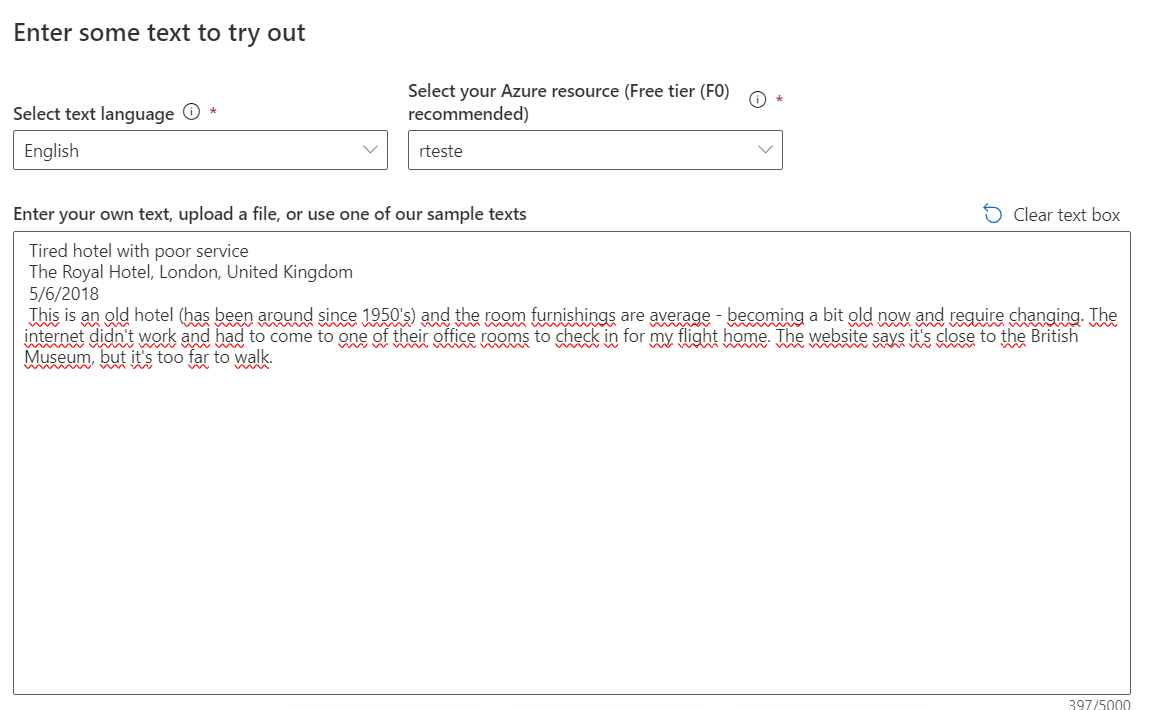 Enter some text to try out
Select text language *
Select your Azure resource (Free tier (F0)
recommended) *
English
rteste
Enter your own text, upload a file, or use one of our sample texts
Clear text box
Tired hotel with poor service
The Royal Hotel, London, United Kingdom
5/6/2018
This is an old hotel (has been around since 1950's) and the room furnishings are average - becoming a bit old now and require changing. The
internet didn't work and had to come to one of their office rooms to check in for my flight home. The website says it's close to the British
Museum, but it's too far to walk.
397/5000